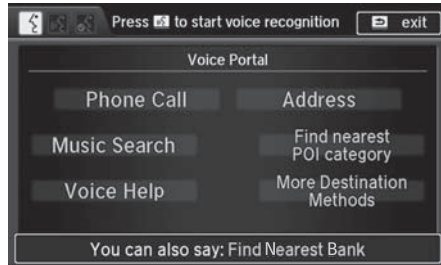 Press to start voice recognition exit
Voice Portal
Phone Call Address
Music Search Find nearest
POI category
Voice Help More Destination
Methods
You can also say: Find Nearest Bank